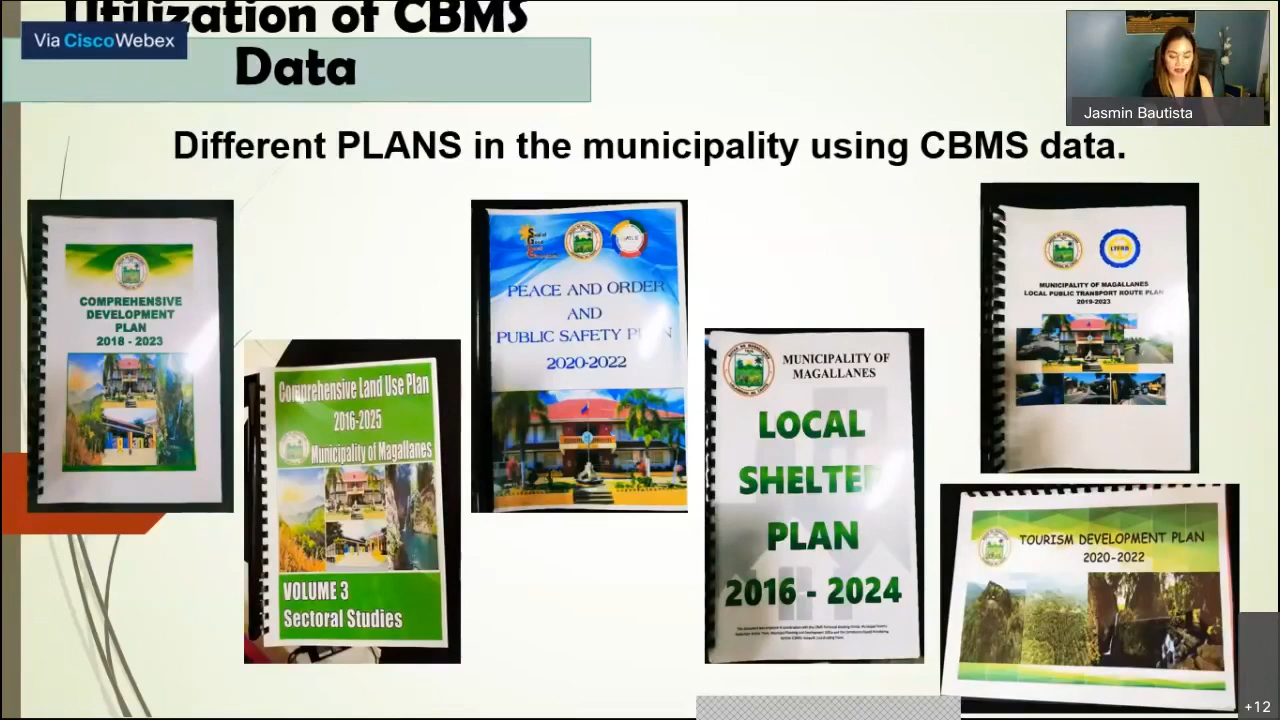 Utilization of CBMS
Data
Via CiscoWebex
Jasmin Bautista
Different PLANS in the municipality using CBMS data.
COMPREHENSIVE
DEVELOPMENT
PLAN
2018 - 2023
Comprehensive Land Use Plan
2016-2025
Municipality of Magallanes
VOLUME 3
Sectoral Studies
PEACE AND ORDER
AND
PUBLIC SAFETY PLAN
2020-2022
MUNICIPALITY OF
MAGALLANES
LOCAL
SHELTER
PLAN
2016 - 2024
LTFRB
MUNICIPALITY OF MAGALLANES
LOCAL PUBLIC TRANSPORT ROUTE PLAN
2019-2023
TOURISM DEVELOPMENT PLAN
2020-2022
+12